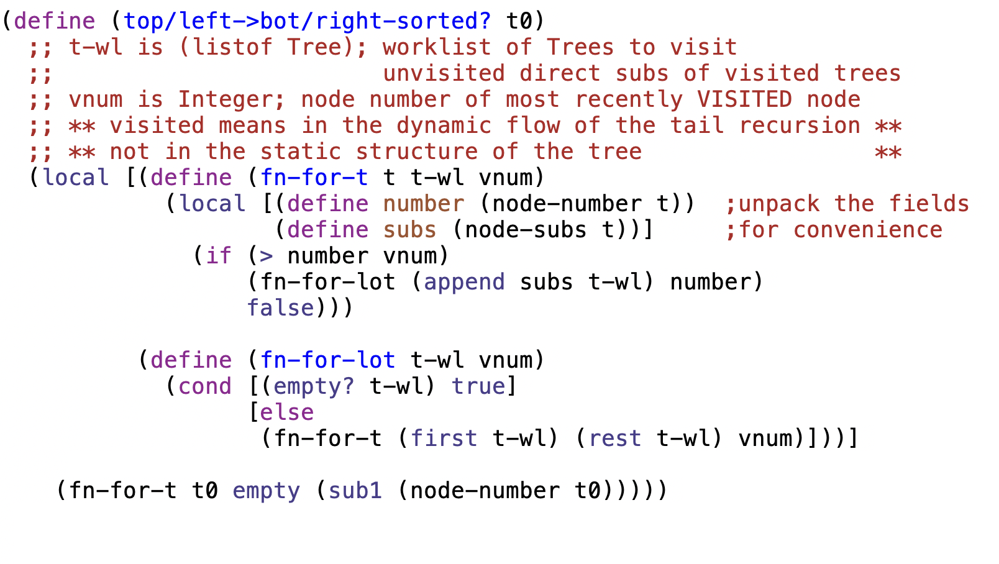 (define (top/left->bot/right-sorted? t0)
  ;; t-wl is (listof Tree); worklist of Trees to visit
  ;;                        unvisited direct subs of visited trees
  ;; vnum is Integer; node number of most recently VISITED node
  ;; ** visited means in the dynamic flow of the tail recursion **
  ;; ** not in the static structure of the tree                 **
  (local [(define (fn-for-t t t-wl vnum)
            (local [(define number (node-number t))  ;unpack the fields
                    (define subs (node-subs t))]     ;for convenience
              (if (> number vnum)
                  (fn-for-lot (append subs t-wl) number)
                  false)))

          (define (fn-for-lot t-wl vnum)
            (cond [(empty? t-wl) true]
                  [else
                   (fn-for-t (first t-wl) (rest t-wl) vnum)]))]

    (fn-for-t t0 empty (sub1 (node-number t0)))))